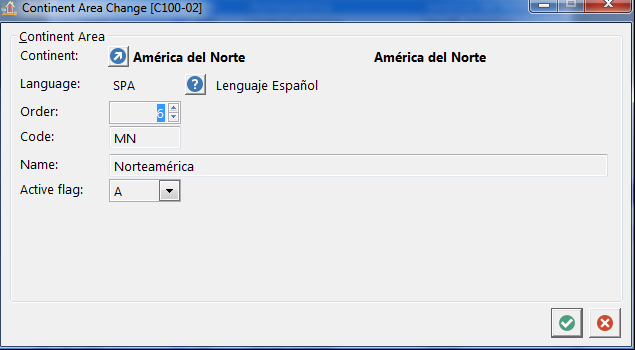 Continent Area Change [C100-02]
Continent Area
Continent: América del Norte América del Norte
Language: SPA ? Lenguaje Español
Order: 6
Code: MN
Name: Norteamérica
Active flag: A